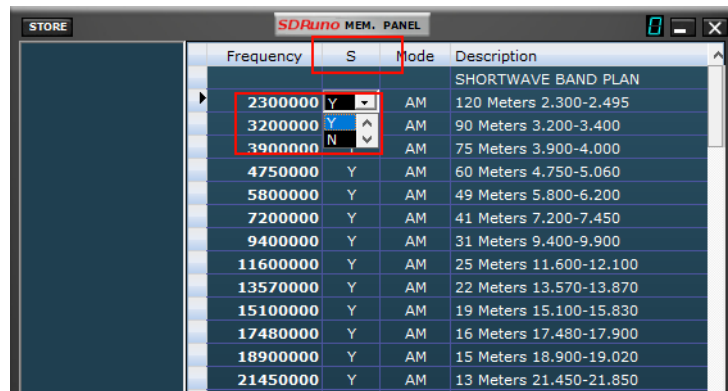 STORE SDRuno MEM. PANEL 8
Frequency S Mode Description
SHORTWAVE BAND PLAN
2300000 Y AM 120 Meters 2.300-2.495
3200000 Y AM 90 Meters 3.200-3.400
3900000 N AM 75 Meters 3.900-4.000
4750000 Y AM 60 Meters 4.750-5.060
5800000 Y AM 49 Meters 5.800-6.200
7200000 Y AM 41 Meters 7.200-7.450
9400000 Y AM 31 Meters 9.400-9.900
11600000 Y AM 25 Meters 11.600-12.100
13570000 Y AM 22 Meters 13.570-13.870
15100000 Y AM 19 Meters 15.100-15.830
17480000 Y AM 16 Meters 17.480-17.900
18900000 Y AM 15 Meters 18.900-19.020
21450000 Y AM 13 Meters 21.450-21.850